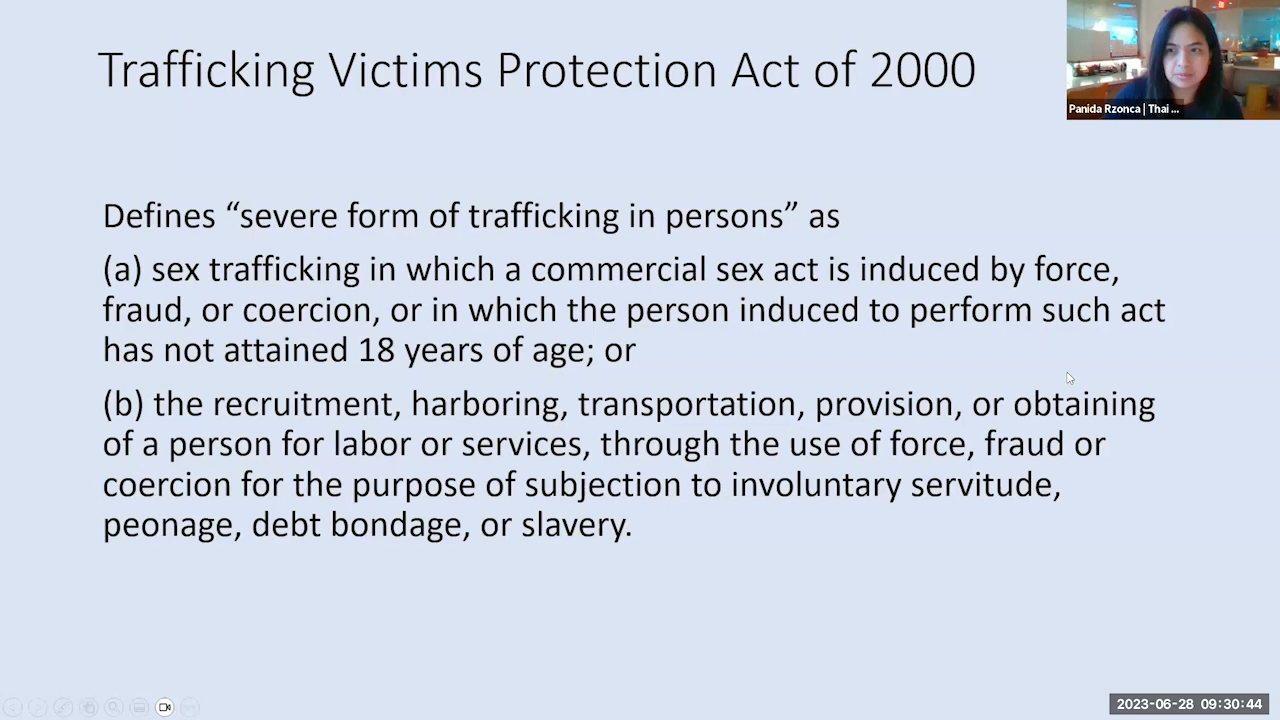 Trafficking Victims Protection Act of 2000
Panida Rzonca | Thai ...
Defines “severe form of trafficking in persons” as
(a) sex trafficking in which a commercial sex act is induced by force,
fraud, or coercion, or in which the person induced to perform such act
has not attained 18 years of age; or
(b) the recruitment, harboring, transportation, provision, or obtaining
of a person for labor or services, through the use of force, fraud or
coercion for the purpose of subjection to involuntary servitude,
peonage, debt bondage, or slavery.
2023-06-28 09:30:44